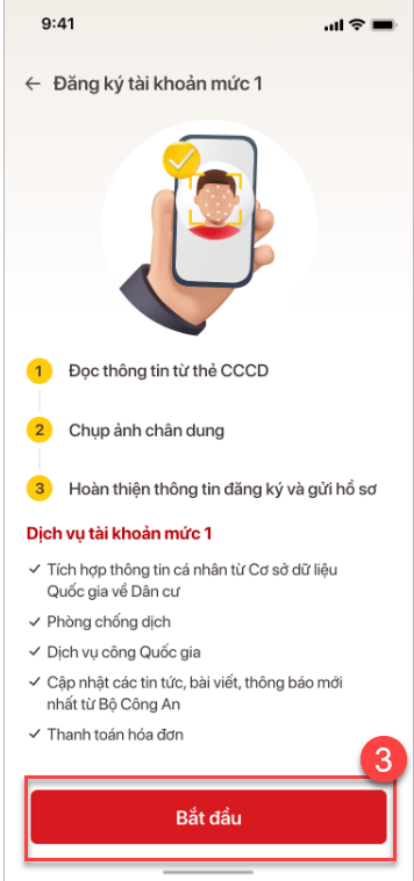 9:41
← Đăng ký tài khoản mức 1
1 Đọc thông tin từ thẻ CCCD
2 Chụp ảnh chân dung
3 Hoàn thiện thông tin đăng ký và gửi hồ sơ
Dịch vụ tài khoản mức 1
✓ Tích hợp thông tin cá nhân từ Cơ sở dữ liệu
Quốc gia về Dân cư
✓ Phòng chống dịch
✓ Dịch vụ công Quốc gia
✓ Cập nhật các tin tức, bài viết, thông báo mới
nhất từ Bộ Công An
✓ Thanh toán hóa đơn
3
Bắt đầu